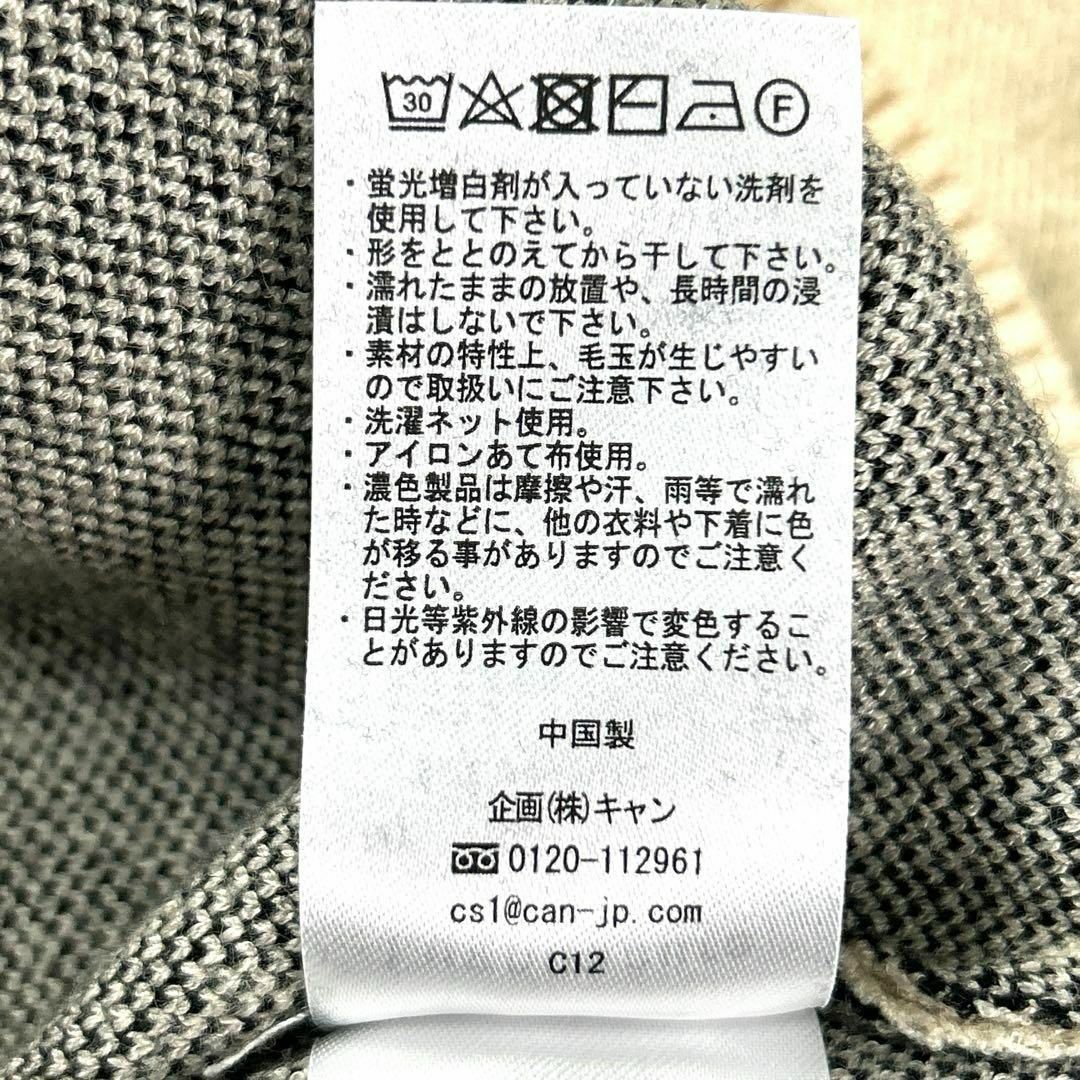 30 F
・蛍光増白剤が入っていない洗剤を
使用して下さい。
・形をととのえてから干して下さい。
・濡れたままの放置や、長時間の浸
漬はしないで下さい。
・素材の特性上、毛玉が生じやすい
ので取扱いにご注意下さい。
・洗濯ネット使用。
・アイロンあて布使用。
・濃色製品は摩擦や汗、雨等で濡れ
た時などに、他の衣料や下着に色
が移る事がありますのでご注意く
ださい。
・日光等紫外線の影響で変色するこ
とがありますのでご注意ください。
中国製
企画(株)キャン
0120-112961
cs1@can-jp.com
C12